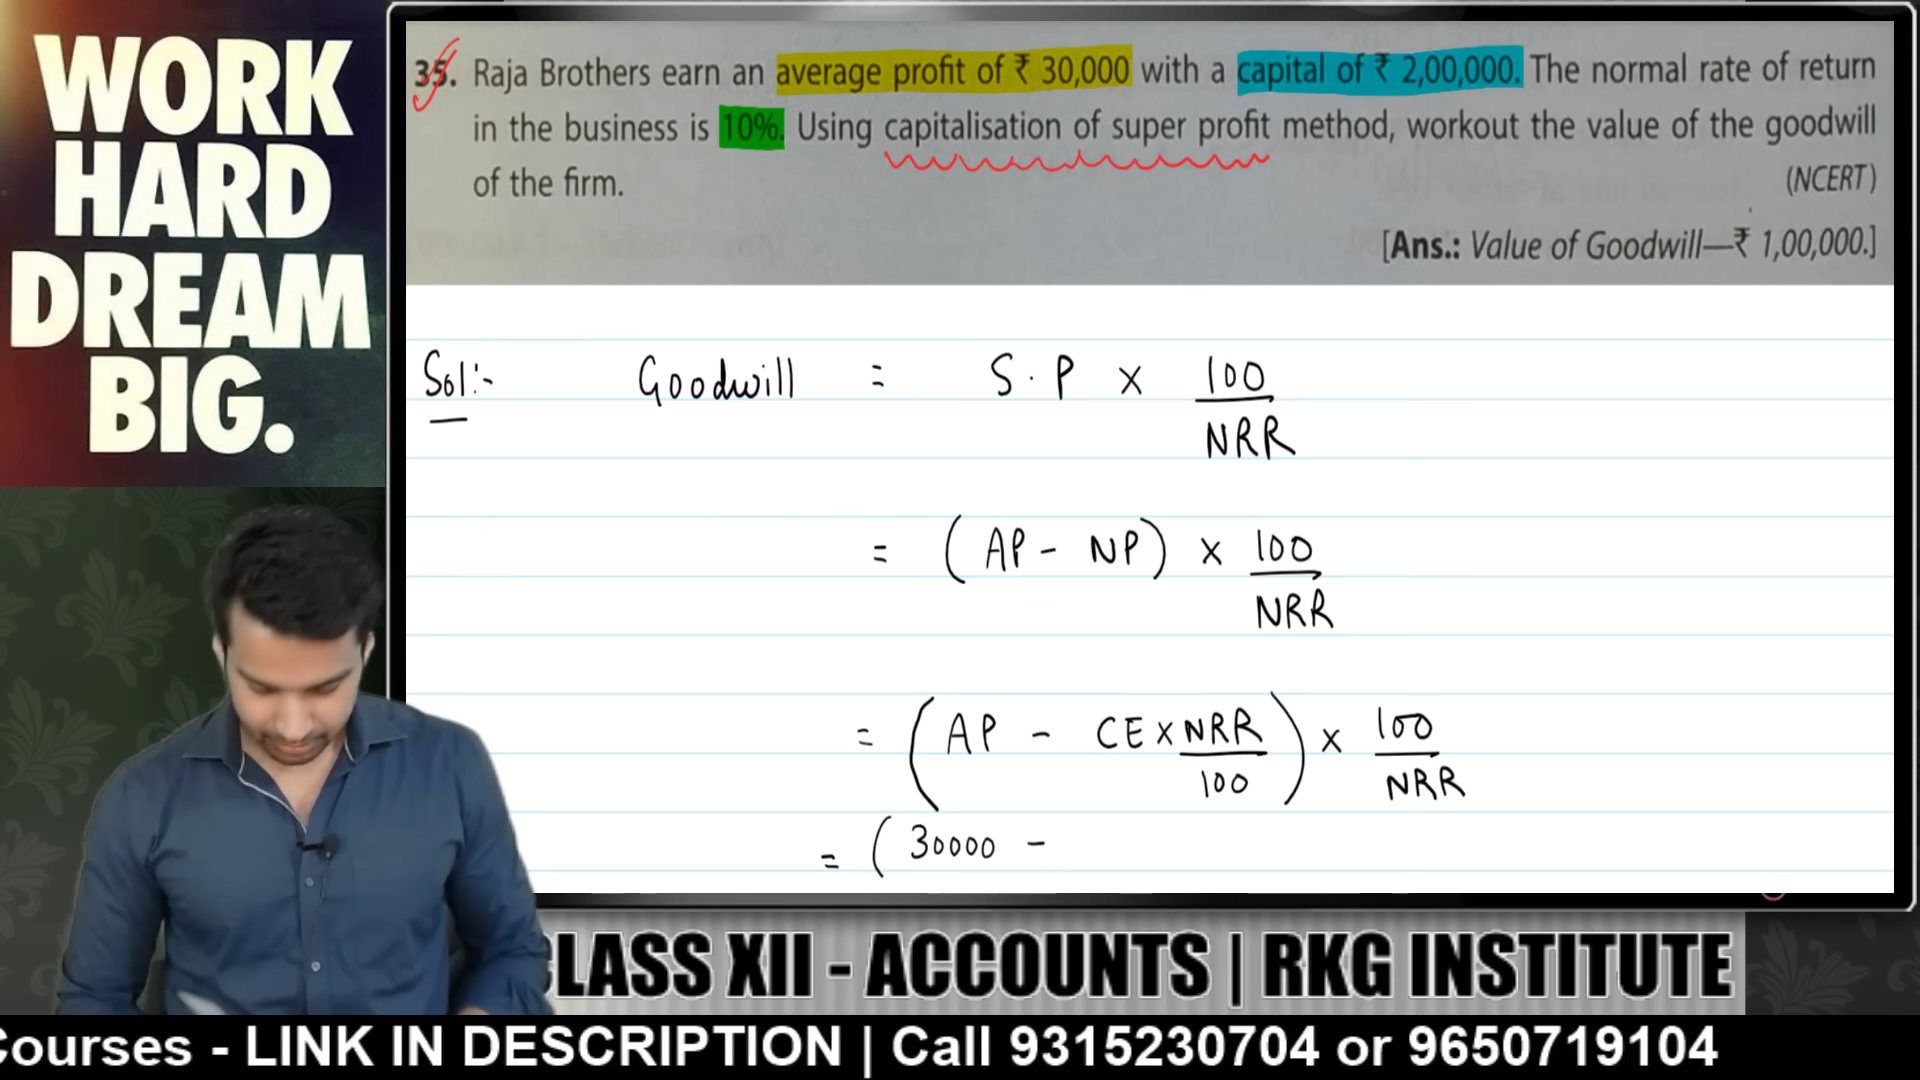 WORK
HARD
DREAM
BIG.
35. Raja Brothers earn an average profit of ₹ 30,000 with a capital of ₹ 2,00,000. The normal rate of return
in the business is 10%. Using capitalisation of super profit method, workout the value of the goodwill
of the firm. (NCERT)
[Ans.: Value of Goodwill—₹ 1,00,000.]
Sol:- Goodwill = S.P × 100
NRR
= (AP - NP) × 100
NRR
= (AP - CE × NRR) × 100
100 NRR
= (30000 -
CLASS XII - ACCOUNTS | RKG INSTITUTE
Courses - LINK IN DESCRIPTION | Call 9315230704 or 9650719104